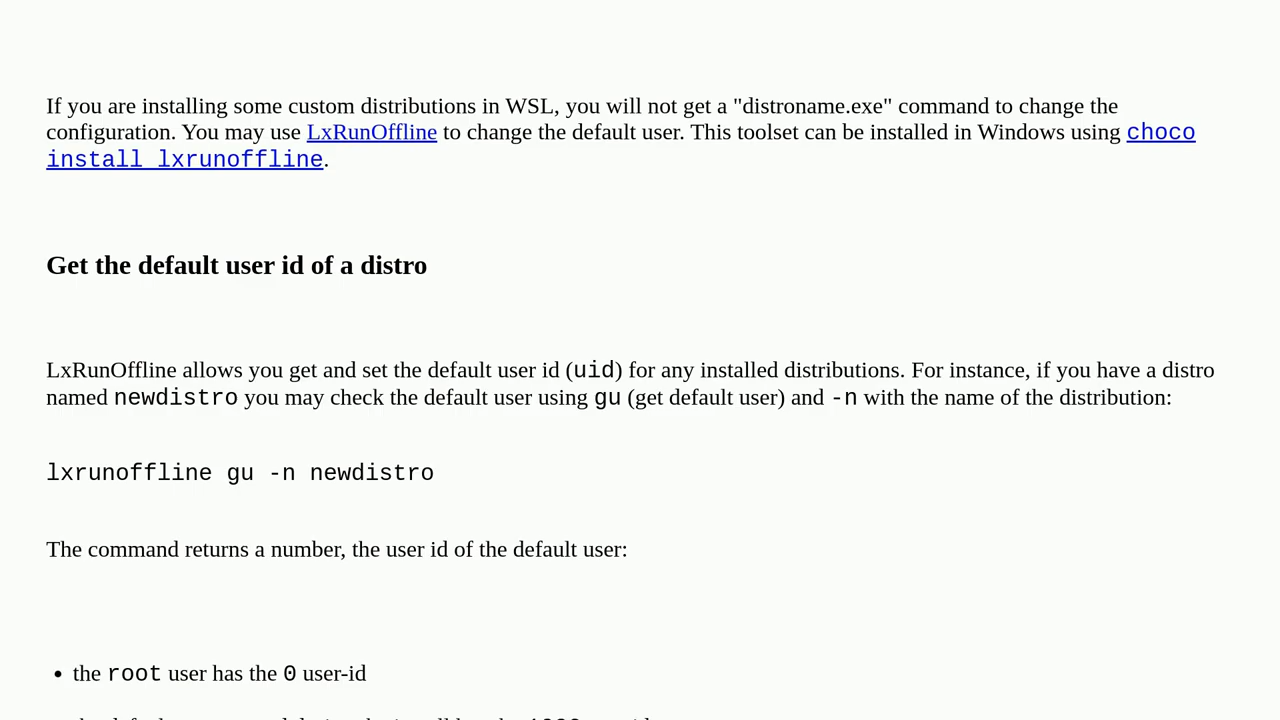 If you are installing some custom distributions in WSL, you will not get a "distroname.exe" command to change the
configuration. You may use LxRunOffline to change the default user. This toolset can be installed in Windows using choco
install lxrunoffline.
Get the default user id of a distro
LxRunOffline allows you get and set the default user id (uid) for any installed distributions. For instance, if you have a distro
named newdistro you may check the default user using gu (get default user) and -n with the name of the distribution:
lxrunoffline gu -n newdistro
The command returns a number, the user id of the default user:
• the root user has the 0 user-id